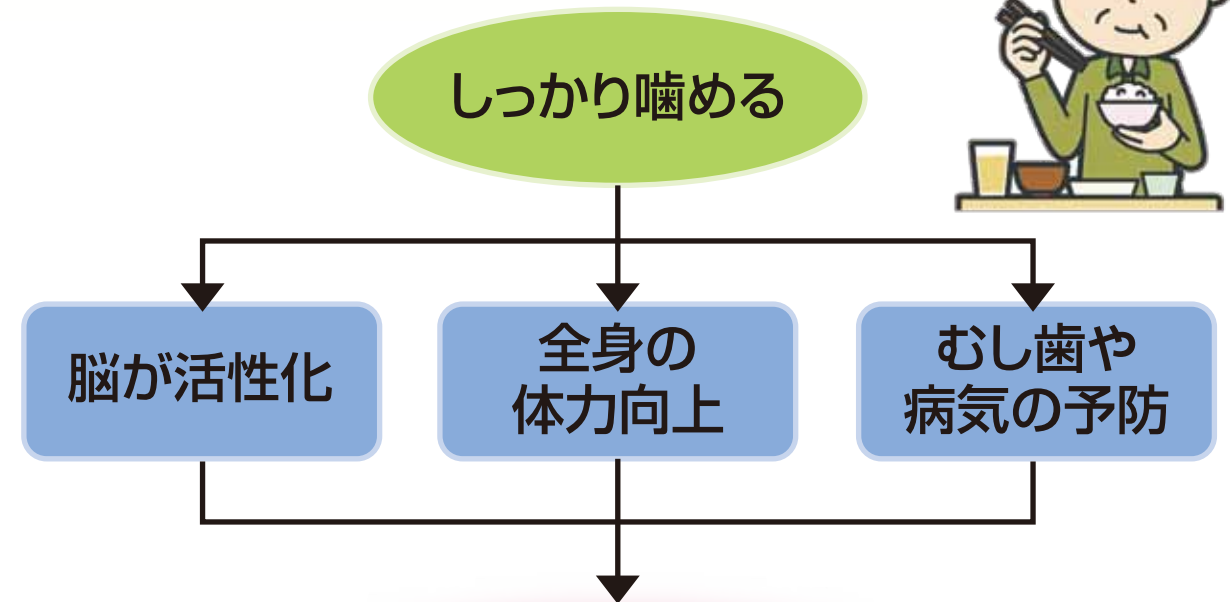 しっかり噛める
脳が活性化
全身の
体力向上
むし歯や
病気の予防